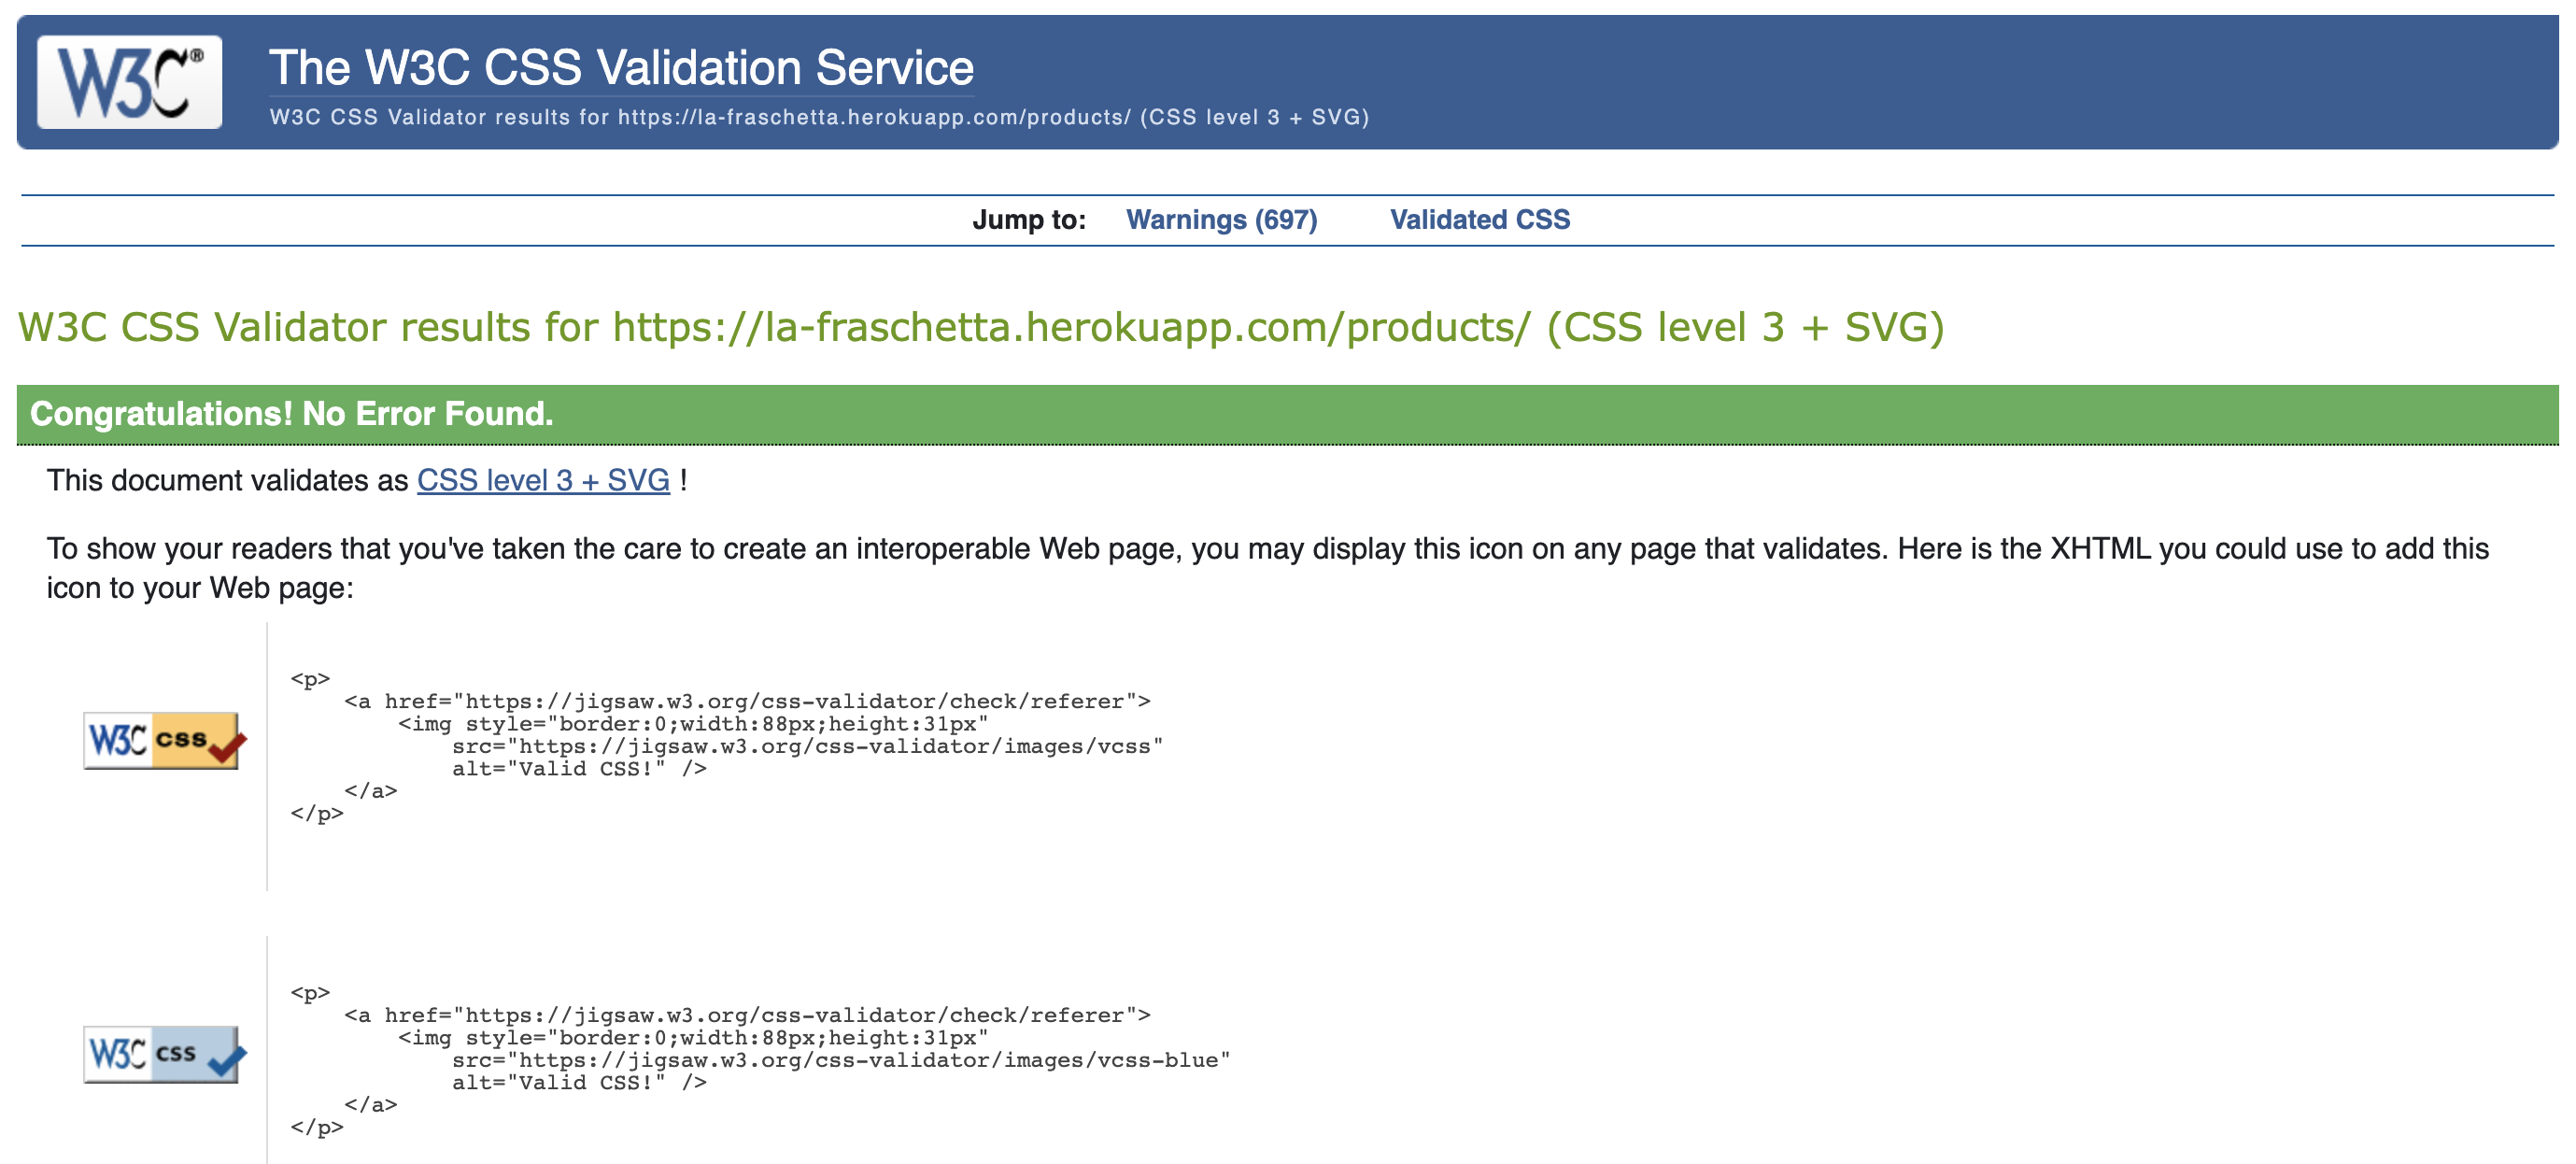 W3C®
The W3C CSS Validation Service
W3C CSS Validator results for https://la-fraschetta.herokuapp.com/products/ (CSS level 3 + SVG)
Jump to: Warnings (697) Validated CSS
W3C CSS Validator results for https://la-fraschetta.herokuapp.com/products/ (CSS level 3 + SVG)
Congratulations! No Error Found.
This document validates as CSS level 3 + SVG !
To show your readers that you've taken the care to create an interoperable Web page, you may display this icon on any page that validates. Here is the XHTML you could use to add this
icon to your Web page:
W3C css
<p>
    <a href="https://jigsaw.w3.org/css-validator/check/referer">
        <img style="border:0;width:88px;height:31px"
            src="https://jigsaw.w3.org/css-validator/images/vcss"
            alt="Valid CSS!" />
    </a>
</p>
W3C css
<p>
    <a href="https://jigsaw.w3.org/css-validator/check/referer">
        <img style="border:0;width:88px;height:31px"
            src="https://jigsaw.w3.org/css-validator/images/vcss-blue"
            alt="Valid CSS!" />
    </a>
</p>